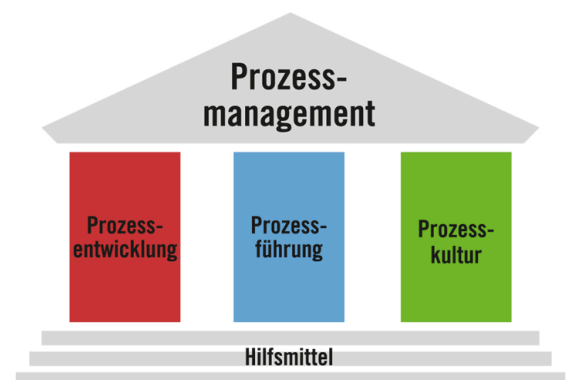 Prozess-
management
Prozess-
entwicklung
Prozess-
führung
Prozess-
kultur
Hilfsmittel